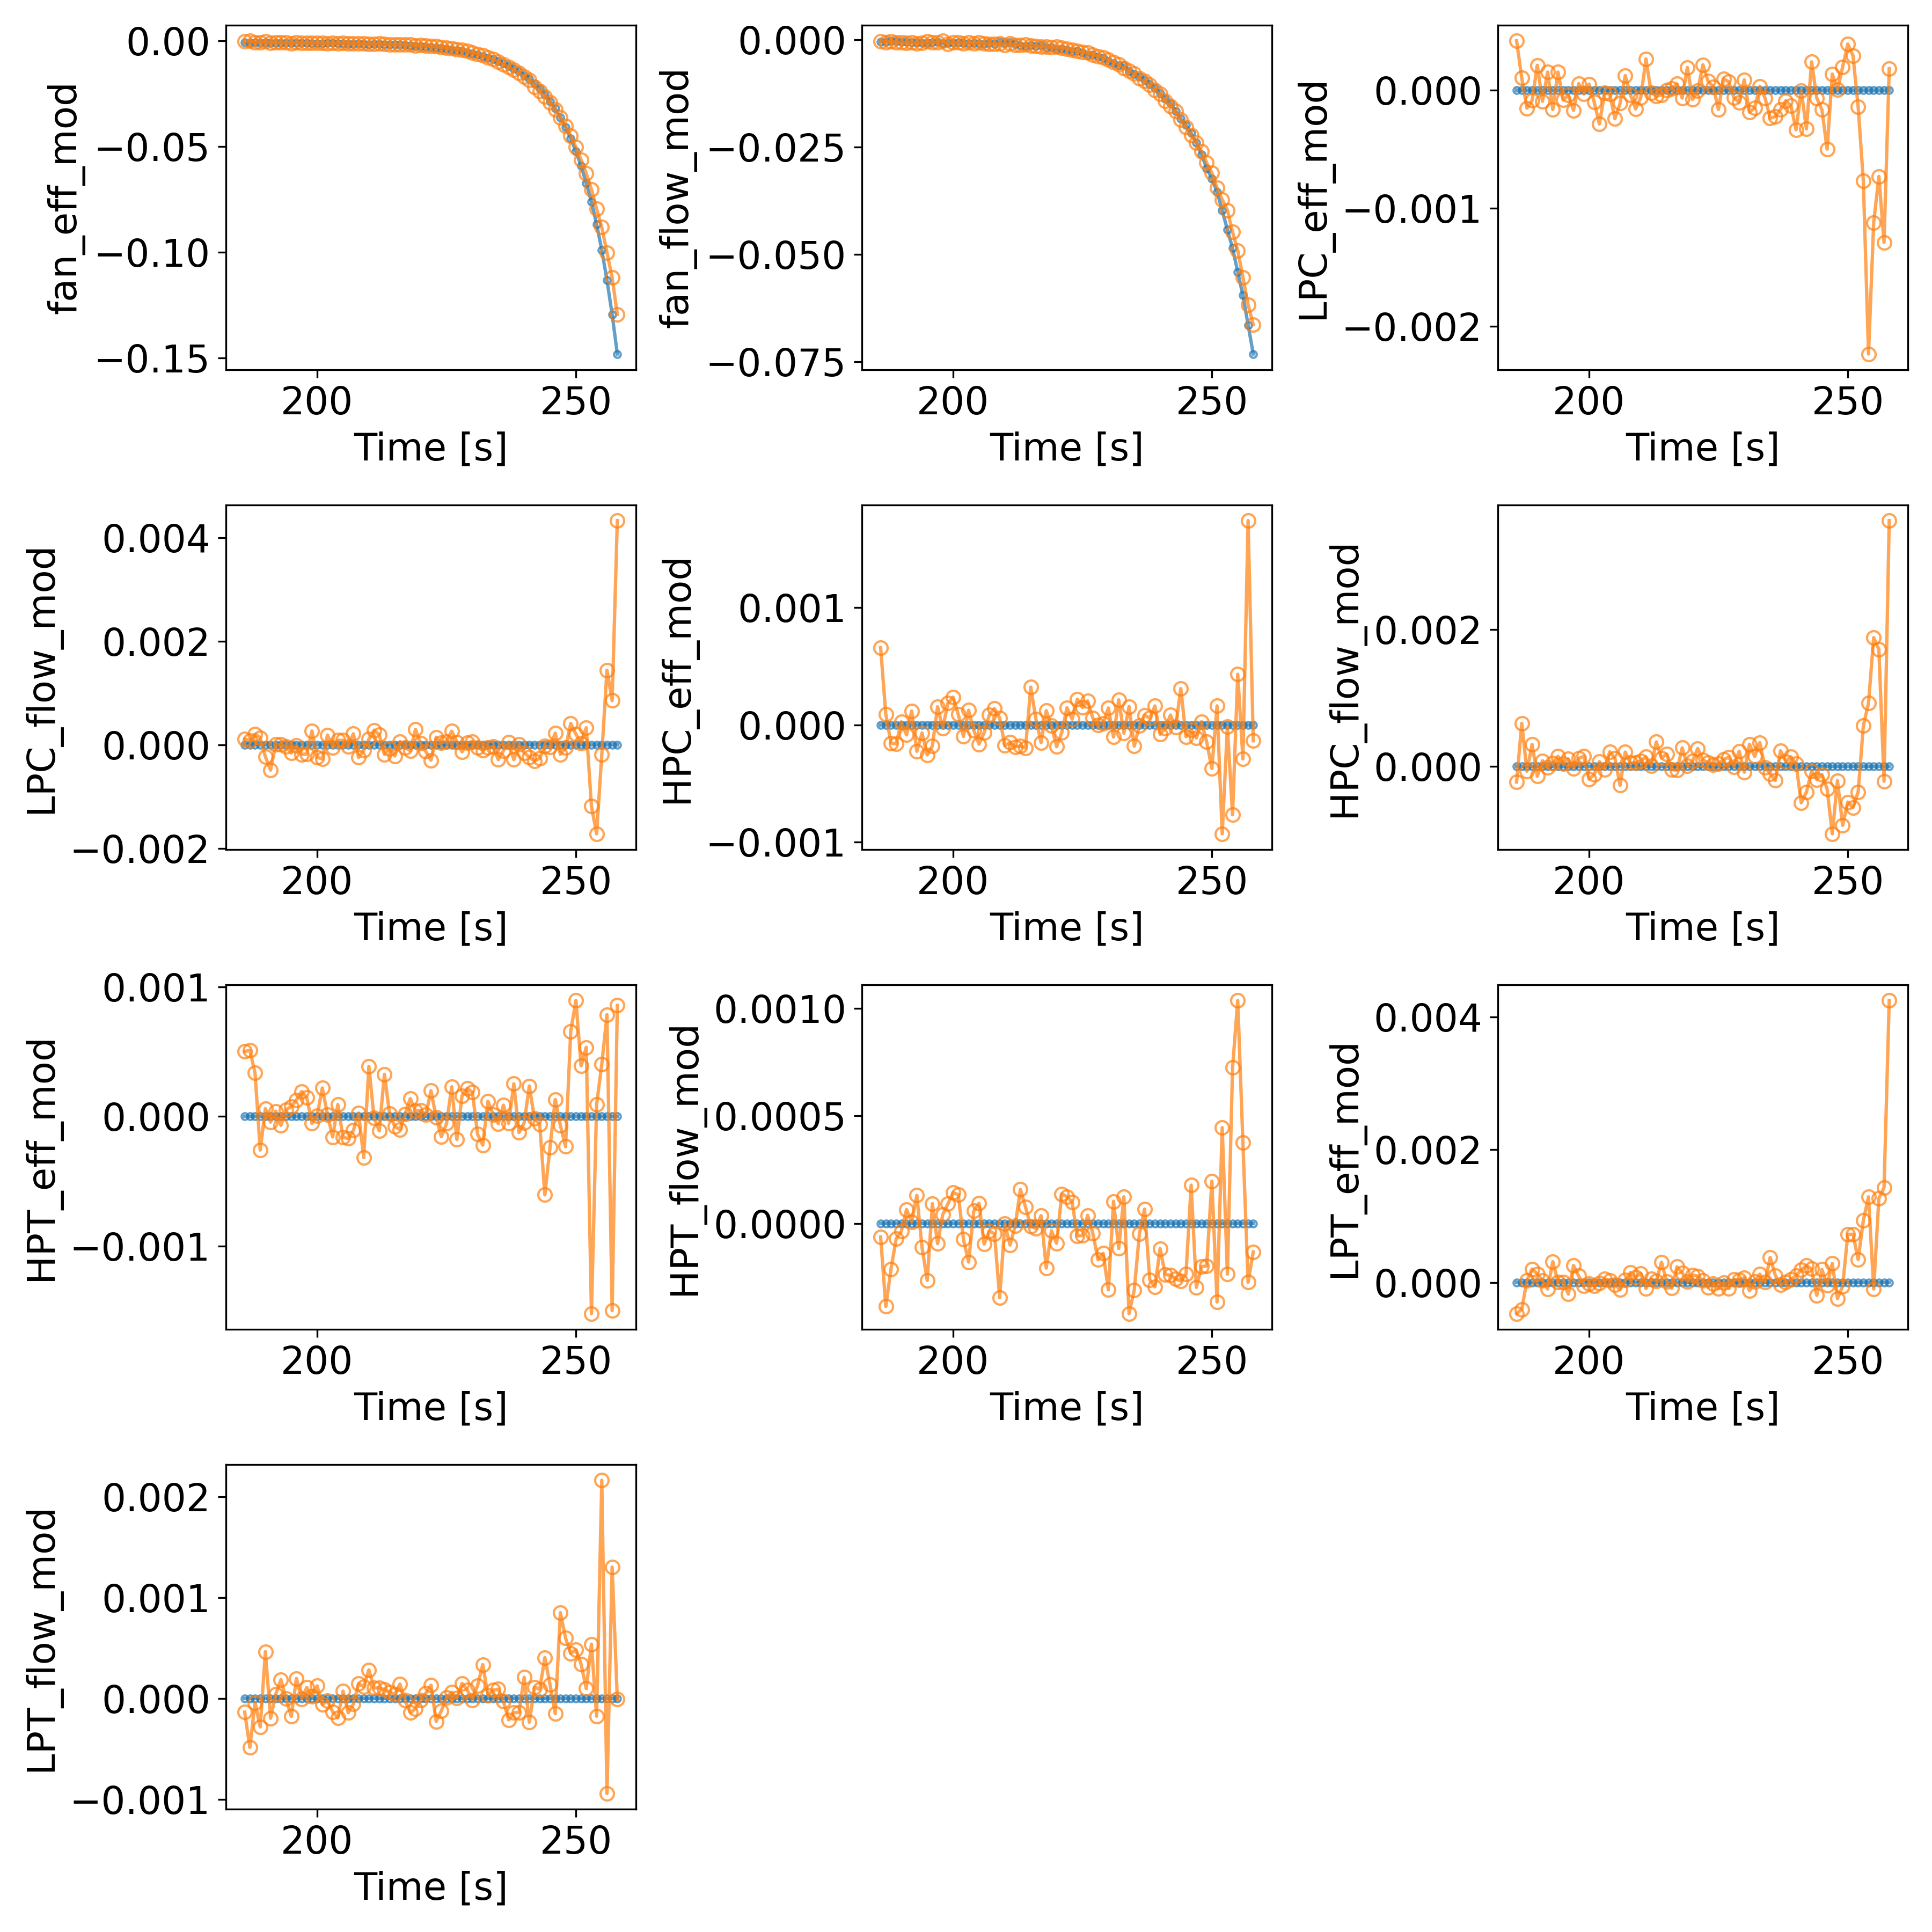 0.00
−0.05
−0.10
−0.15
fan_eff_mod
200 250
Time [s]
0.000
−0.025
−0.050
−0.075
fan_flow_mod
200 250
Time [s]
0.000
−0.001
−0.002
LPC_eff_mod
200 250
Time [s]
0.004
0.002
0.000
−0.002
LPC_flow_mod
200 250
Time [s]
0.001
0.000
−0.001
HPC_eff_mod
200 250
Time [s]
0.002
0.000
HPC_flow_mod
200 250
Time [s]
0.001
0.000
−0.001
HPT_eff_mod
200 250
Time [s]
0.0010
0.0005
0.0000
HPT_flow_mod
200 250
Time [s]
0.004
0.002
0.000
LPT_eff_mod
200 250
Time [s]
0.002
0.001
0.000
−0.001
LPT_flow_mod
200 250
Time [s]